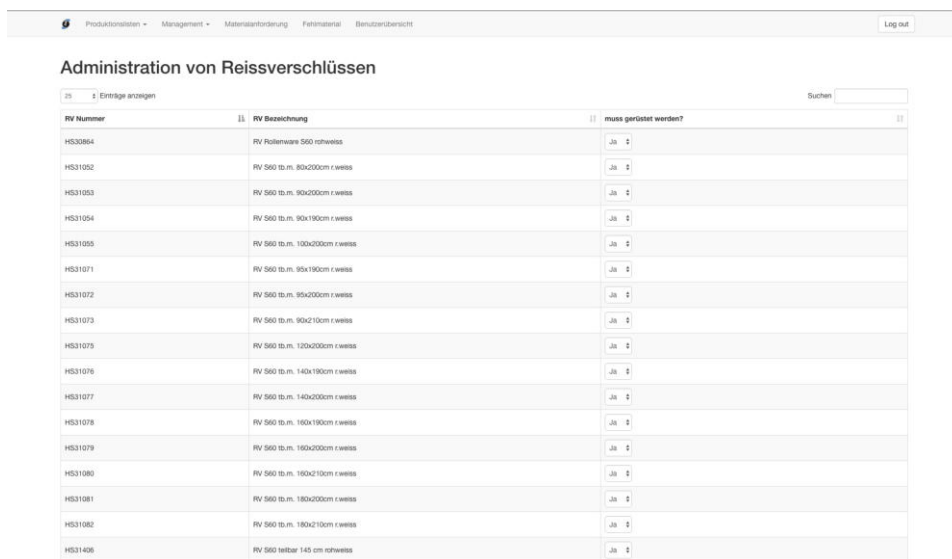 Produktionslisten Management Materialanforderung Fehlmaterial Benutzerübersicht Log out
Administration von Reissverschlüssen
25 Einträge anzeigen Suchen
RV Nummer RV Bezeichnung muss gerüstet werden?
HS30864 RV Rollenware S60 rohweiss Ja
HS31052 RV S60 tb.m. 80x200cm r.weiss Ja
HS31053 RV S60 tb.m. 90x200cm r.weiss Ja
HS31054 RV S60 tb.m. 90x190cm r.weiss Ja
HS31055 RV S60 tb.m. 100x200cm r.weiss Ja
HS31071 RV S60 tb.m. 95x190cm r.weiss Ja
HS31072 RV S60 tb.m. 95x200cm r.weiss Ja
HS31073 RV S60 tb.m. 90x210cm r.weiss Ja
HS31075 RV S60 tb.m. 120x200cm r.weiss Ja
HS31076 RV S60 tb.m. 140x190cm r.weiss Ja
HS31077 RV S60 tb.m. 140x200cm r.weiss Ja
HS31078 RV S60 tb.m. 160x190cm r.weiss Ja
HS31079 RV S60 tb.m. 160x200cm r.weiss Ja
HS31080 RV S60 tb.m. 160x210cm r.weiss Ja
HS31081 RV S60 tb.m. 180x200cm r.weiss Ja
HS31082 RV S60 tb.m. 180x210cm r.weiss Ja
HS31406 RV S60 teilbar 145 cm rohweiss Ja